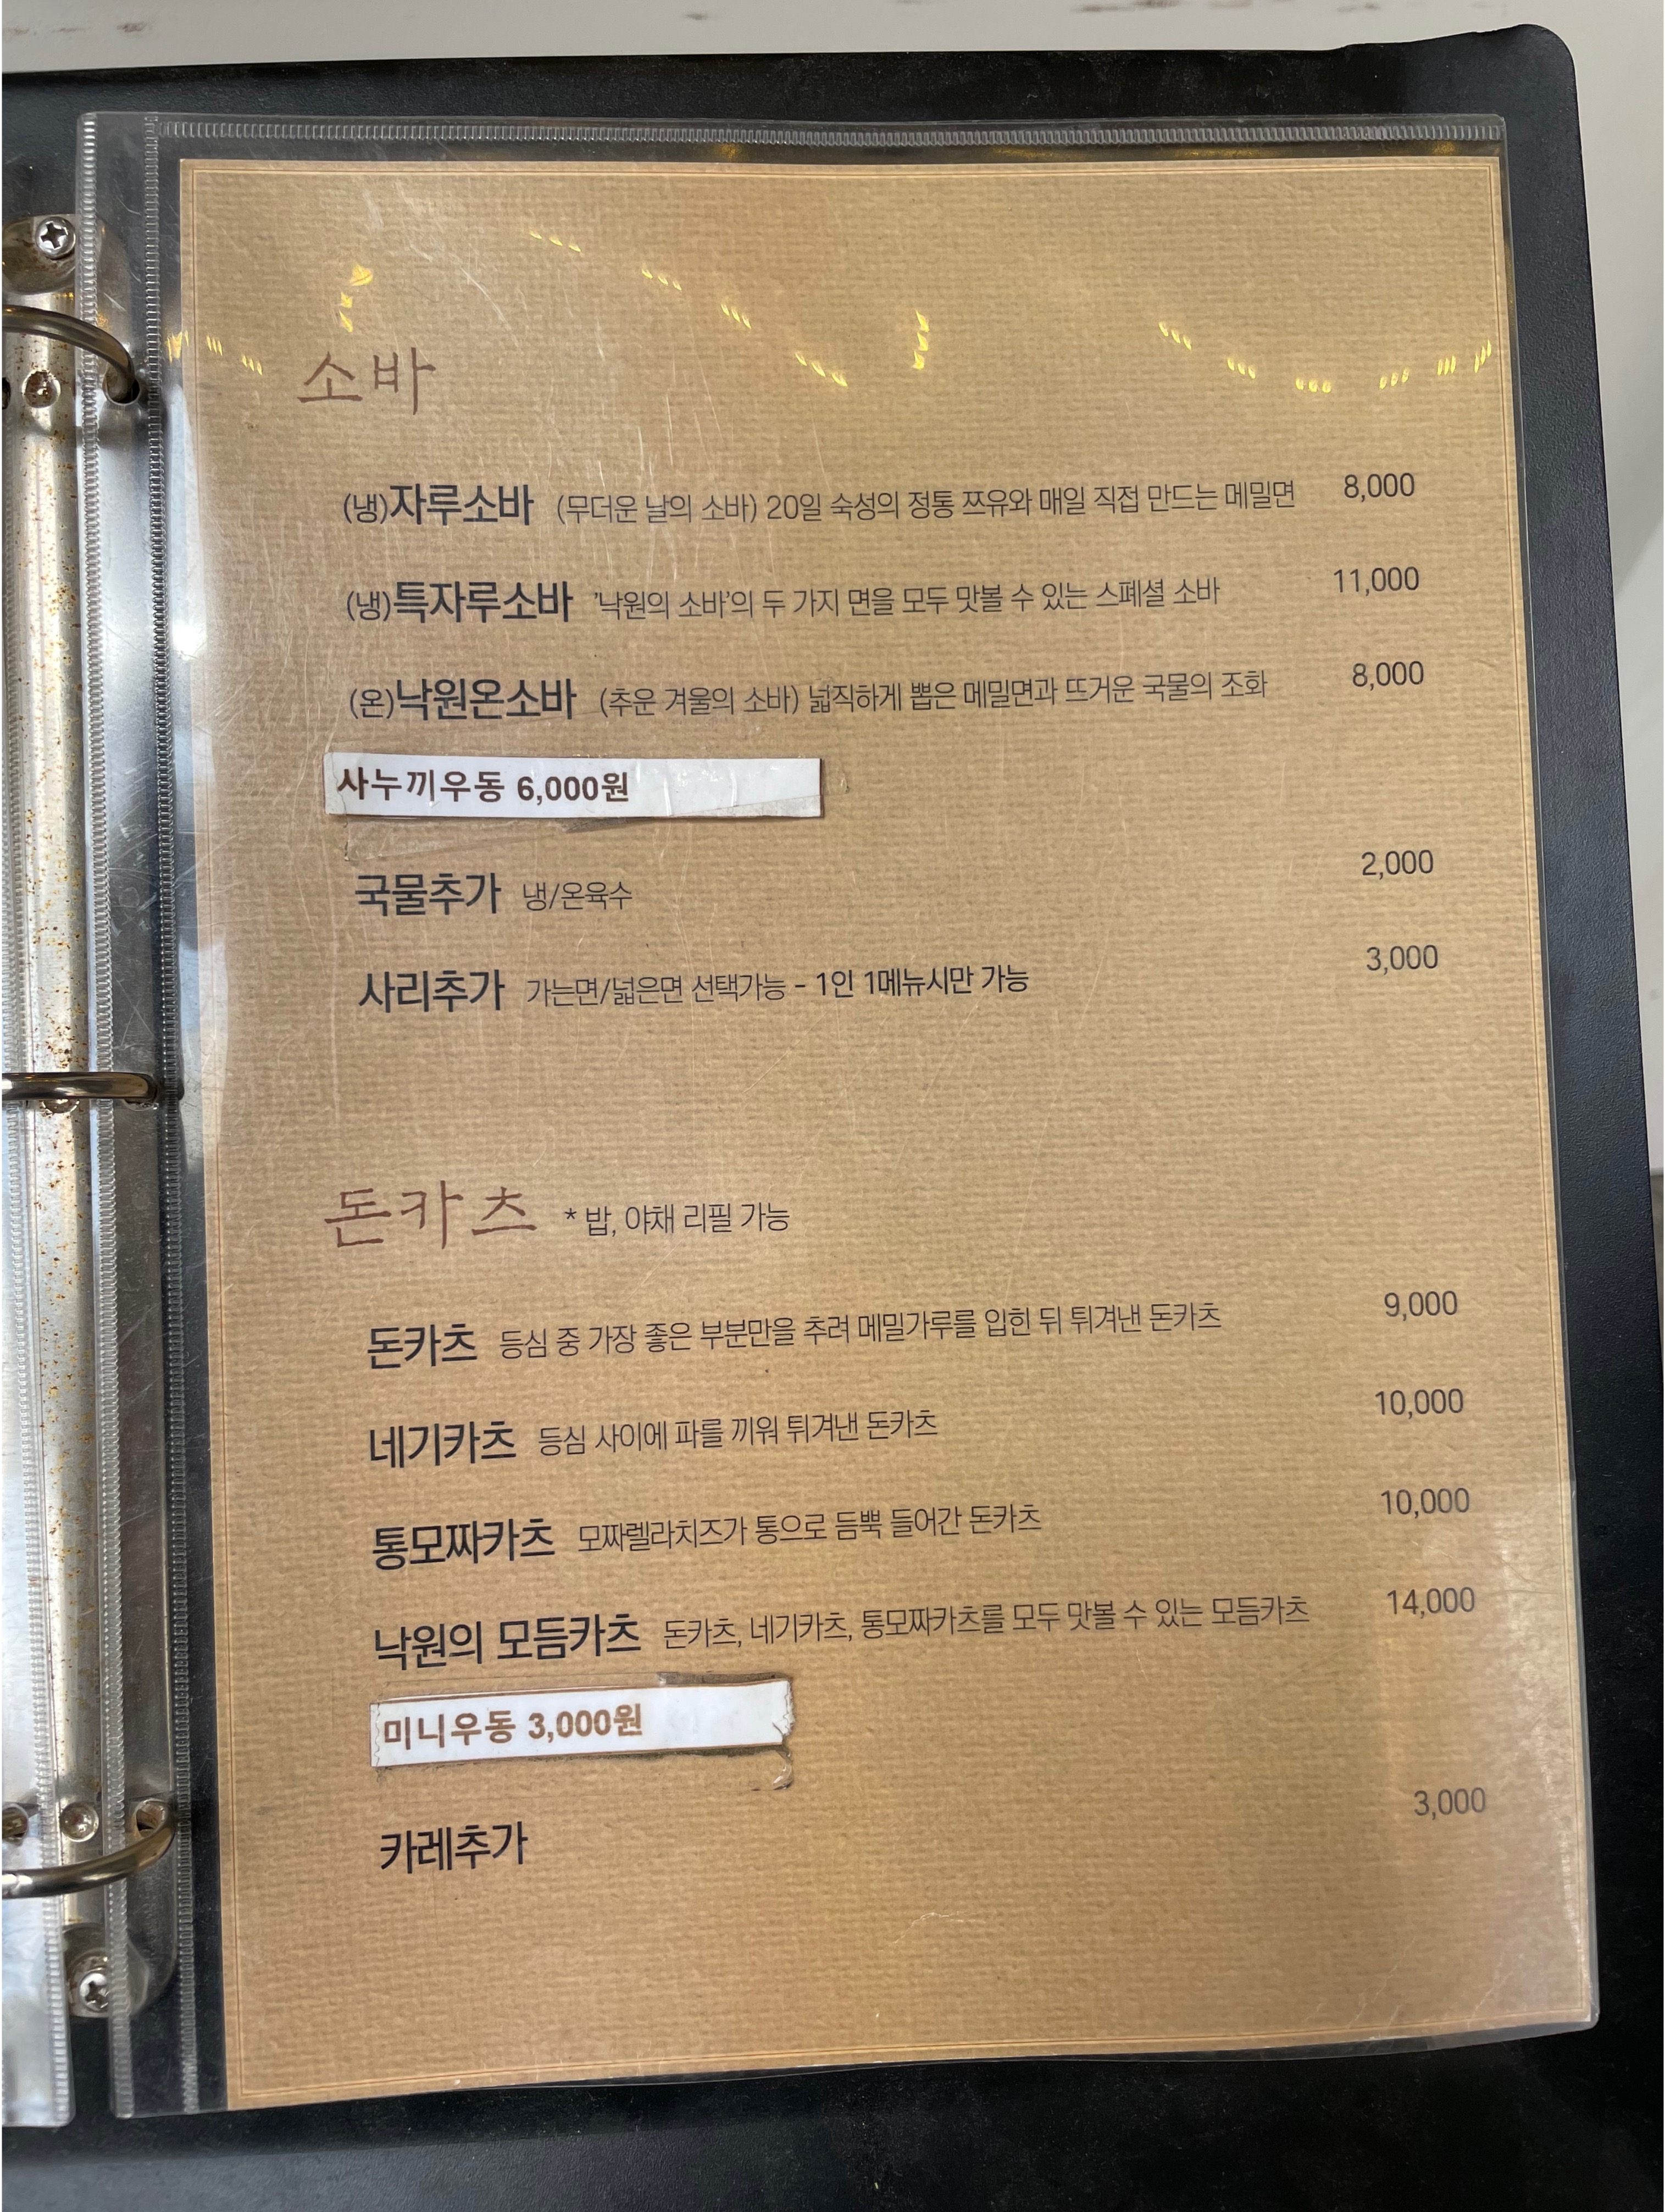 소바
(냉)자루소바 (무더운 날의 소바) 20일 숙성의 정통 쯔유와 매일 직접 만드는 메밀면 8,000
(냉)특자루소바 '낙원의 소바'의 두 가지 면을 모두 맛볼 수 있는 스폐셜 소바 11,000
(온)낙원온소바 (추운 겨울의 소바) 넓직하게 뽑은 메밀면과 뜨거운 국물의 조화 8,000
사누끼우동 6,000원
국물추가 냉/온육수 2,000
사리추가 가는면/넓은면 선택가능 - 1인 1메뉴시만 가능 3,000
돈카츠 * 밥, 야채 리필 가능
돈카츠 등심 중 가장 좋은 부분만을 추려 메밀가루를 입힌 뒤 튀겨낸 돈카츠 9,000
네기카츠 등심 사이에 파를 끼워 튀겨낸 돈카츠 10,000
통모짜카츠 모짜렐라치즈가 통으로 듬뿍 들어간 돈카츠 10,000
낙원의 모듬카츠 돈카츠, 네기카츠, 통모짜카츠를 모두 맛볼 수 있는 모듬카츠 14,000
미니우동 3,000원
카레추가 3,000